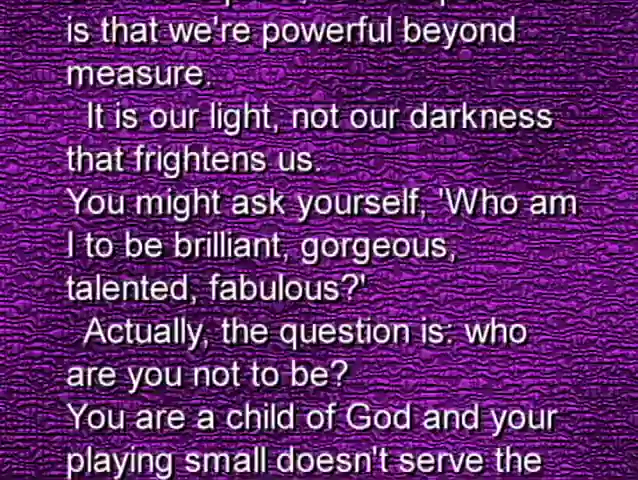 is that we're powerful beyond
measure.
It is our light, not our darkness
that frightens us.
You might ask yourself, 'Who am
I to be brilliant, gorgeous,
talented, fabulous?'
Actually, the question is: who
are you not to be?
You are a child of God and your
playing small doesn't serve the